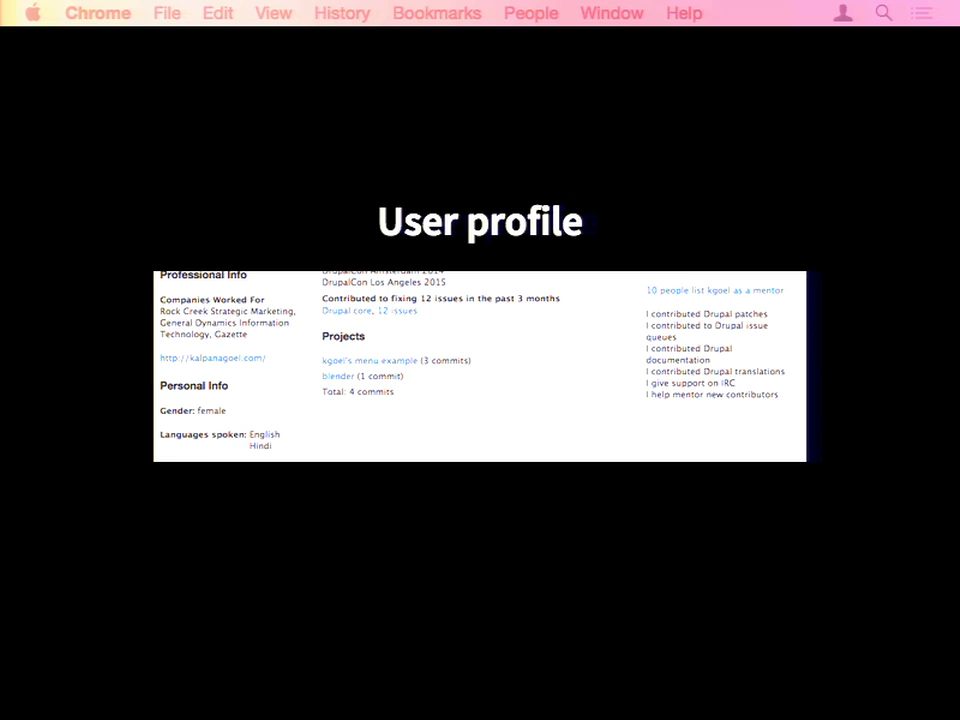 Chrome File Edit View History Bookmarks People Window Help
User profile
Professional Info
Companies Worked For
Rock Creek Strategic Marketing,
General Dynamics Information
Technology, Gazette
http://kalpanagoel.com/
Personal Info
Gender: female
Languages spoken: English
Hindi
DrupalCon Amsterdam 2014
DrupalCon Los Angeles 2015
Contributed to fixing 12 issues in the past 3 months
Drupal core, 12 issues
Projects
kgoel's menu example (3 commits)
blender (1 commit)
Total: 4 commits
10 people list kgoel as a mentor
I contributed Drupal patches
I contributed to Drupal issue
queues
I contributed Drupal
documentation
I contributed Drupal translations
I give support on IRC
I help mentor new contributors